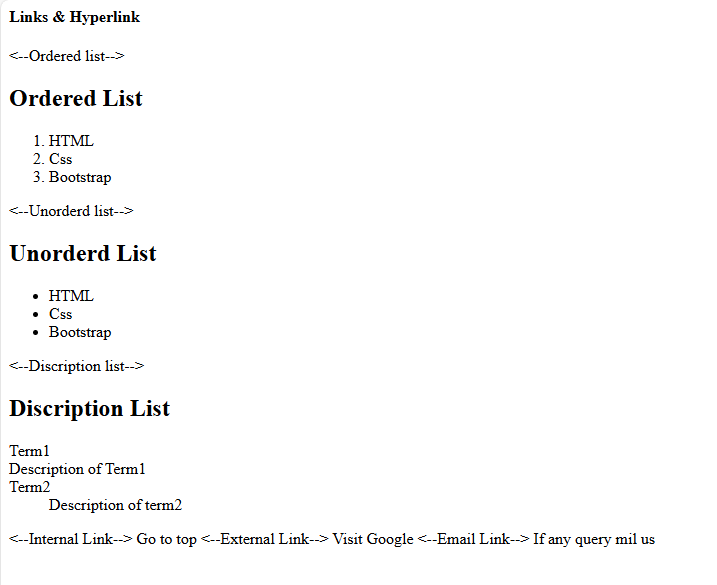 Links & Hyperlink
<--Ordered list-->
Ordered List
1. HTML
2. Css
3. Bootstrap
<--Unorderd list-->
Unorderd List
• HTML
• Css
• Bootstrap
<--Discription list-->
Discription List
Term1
Description of Term1
Term2
Description of term2
<--Internal Link--> Go to top <--External Link--> Visit Google <--Email Link--> If any query mil us